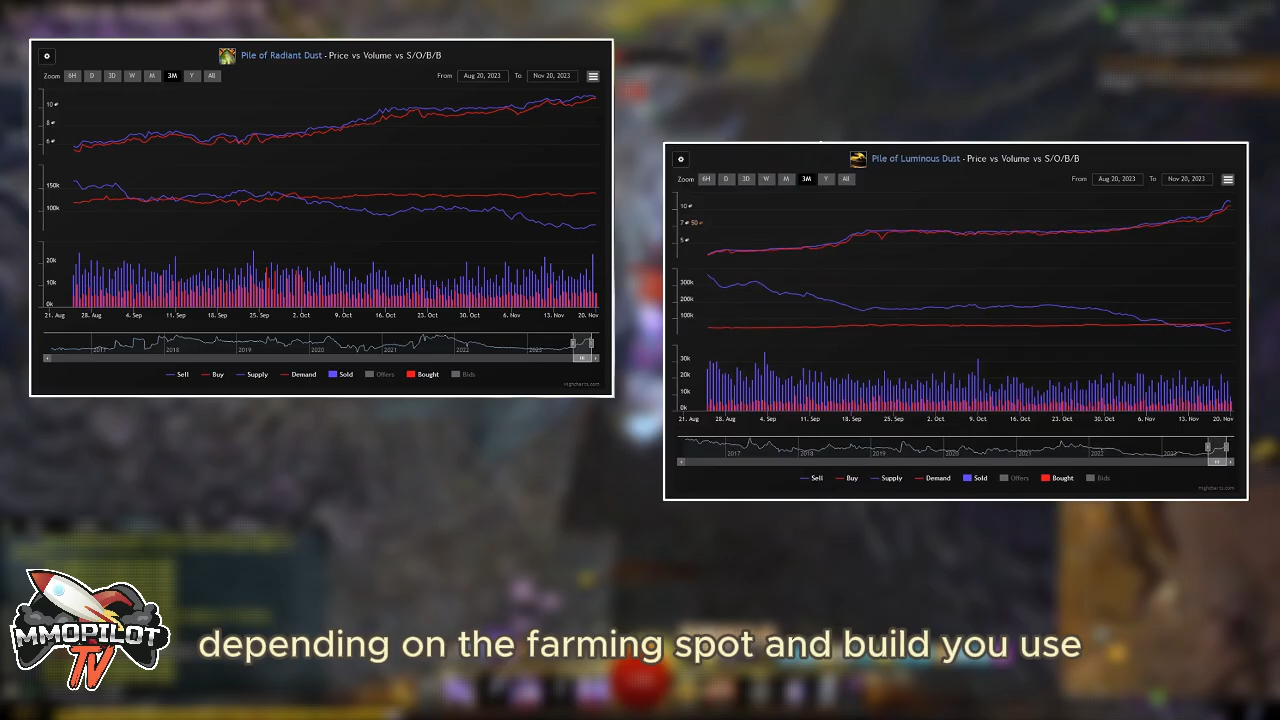 Pile of Radiant Dust - Price vs Volume vs S/O/B/B
Zoom 6H D 3D W M 3M Y All From Aug 20, 2023 To Nov 20, 2023
10
8
6
150k
100k
20k
10k
0k
21. Aug 28. Aug 4. Sep 11. Sep 18. Sep 25. Sep 2. Oct 9. Oct 16. Oct 23. Oct 30. Oct 6. Nov 13. Nov 20. Nov
2017 2018 2019 2020 2021 2022 2023
Sell Buy Supply Demand Sold Offers Bought Bids
Highcharts.com
Pile of Luminous Dust - Price vs Volume vs S/O/B/B
Zoom 6H D 3D W M 3M Y All From Aug 20, 2023 To Nov 20, 2023
10
7 50
5
300k
200k
100k
30k
20k
10k
0k
21. Aug 28. Aug 4. Sep 11. Sep 18. Sep 25. Sep 2. Oct 9. Oct 16. Oct 23. Oct 30. Oct 6. Nov 13. Nov 20. Nov
2017 2018 2019 2020 2021 2022 2023
Sell Buy Supply Demand Sold Offers Bought Bids
Highcharts.com
MMOPILOT
TV
depending on the farming spot and build you use